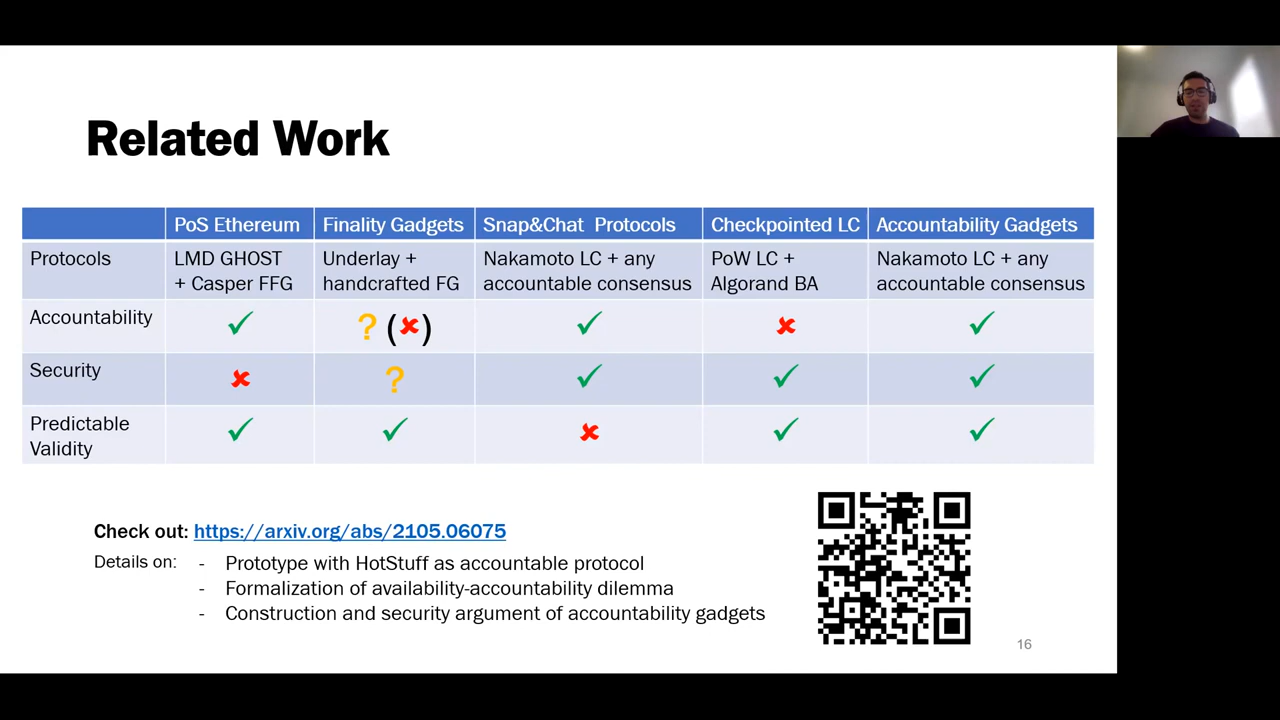 Related Work
PoS Ethereum Finality Gadgets Snap&Chat Protocols Checkpointed LC Accountability Gadgets
Protocols
LMD GHOST
+ Casper FFG
Underlay +
handcrafted FG
Nakamoto LC + any
accountable consensus
PoW LC +
Algorand BA
Nakamoto LC + any
accountable consensus
Accountability ✓ ? (✘) ✓ ✘ ✓
Security ✘ ? ✓ ✓ ✓
Predictable
Validity ✓ ✓ ✘ ✓ ✓
Check out: https://arxiv.org/abs/2105.06075
Details on: - Prototype with HotStuff as accountable protocol
- Formalization of availability-accountability dilemma
- Construction and security argument of accountability gadgets
16